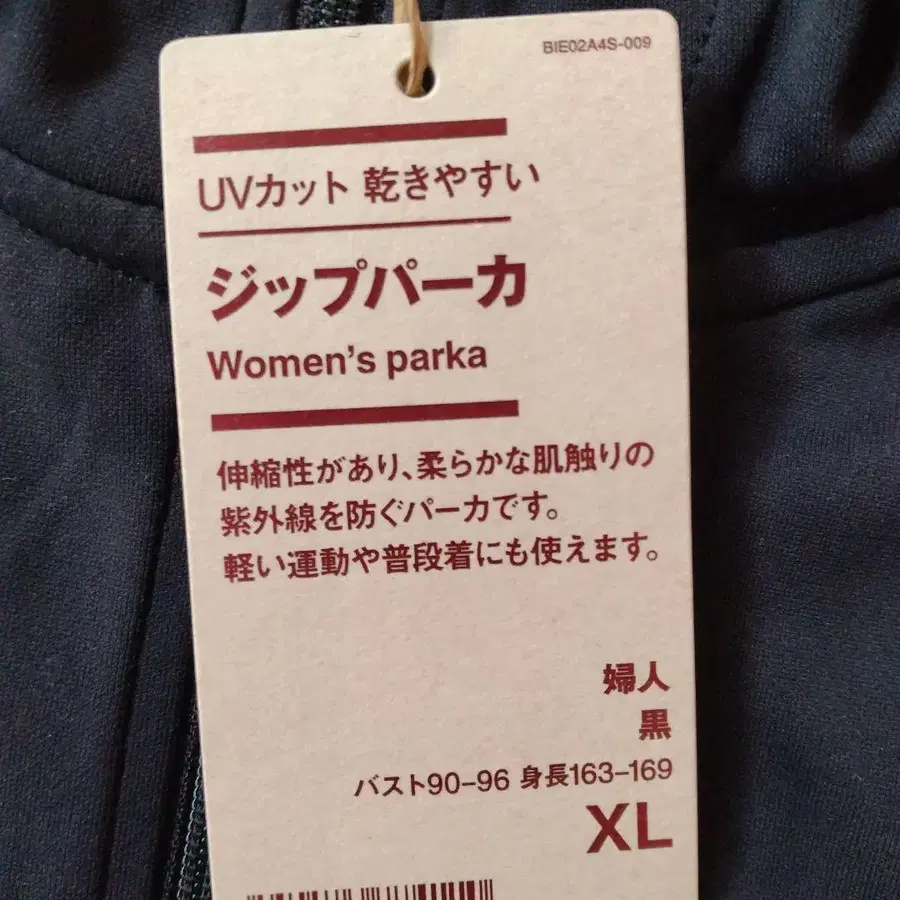 BIE02A4S-009
UVカット 乾きやすい
ジップパーカ
Women's parka
伸縮性があり、柔らかな肌触りの
紫外線を防ぐパーカです。
軽い運動や普段着にも使えます。
婦人
黒
バスト90-96 身長163-169
XL